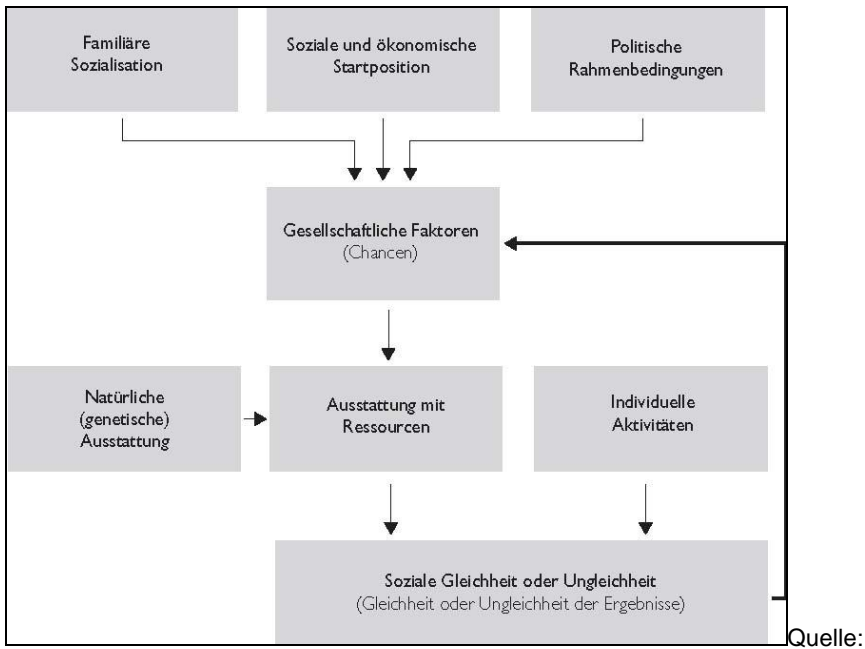 Familiäre
Sozialisation
Soziale und ökonomische
Startposition
Politische
Rahmenbedingungen
Gesellschaftliche Faktoren
(Chancen)
Natürliche
(genetische)
Ausstattung
Ausstattung mit
Ressourcen
Individuelle
Aktivitäten
Soziale Gleichheit oder Ungleichheit
(Gleichheit oder Ungleichheit der Ergebnisse)
Quelle: